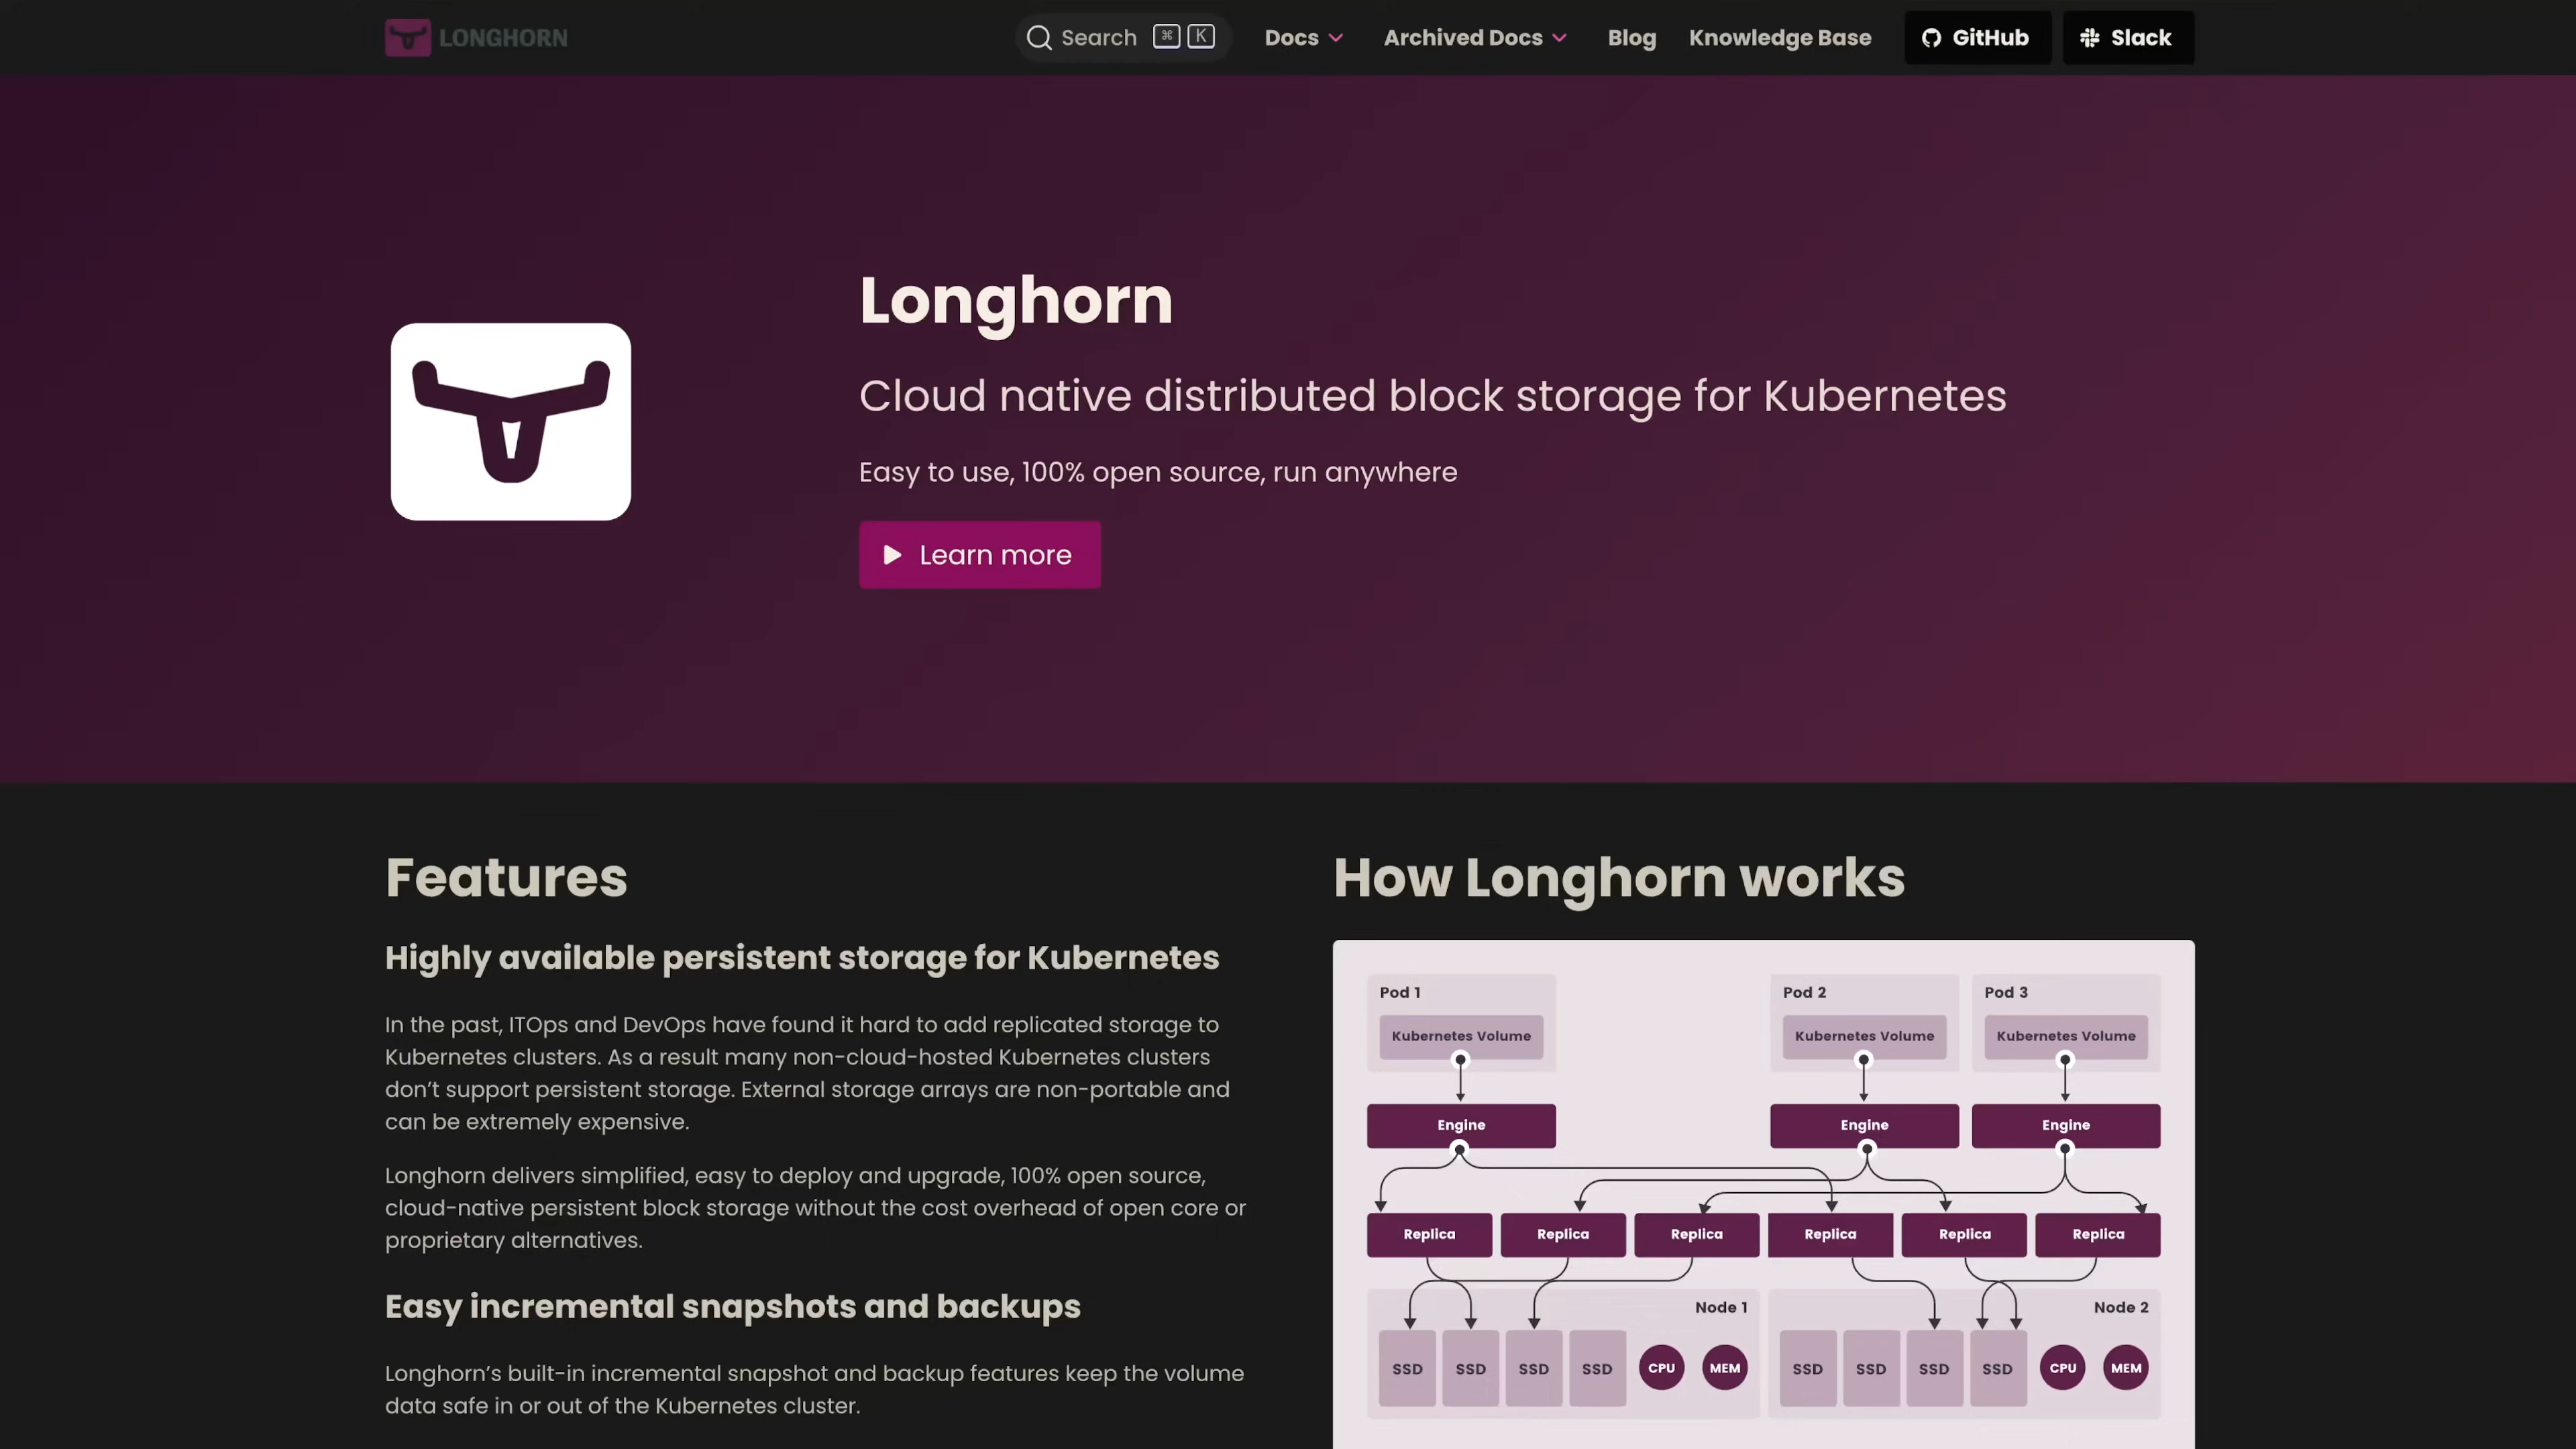 LONGHORN
Search ⌘ K
Docs
Archived Docs
Blog
Knowledge Base
GitHub
Slack
Longhorn
Cloud native distributed block storage for Kubernetes
Easy to use, 100% open source, run anywhere
Learn more
Features
Highly available persistent storage for Kubernetes
In the past, ITOps and DevOps have found it hard to add replicated storage to
Kubernetes clusters. As a result many non-cloud-hosted Kubernetes clusters
don’t support persistent storage. External storage arrays are non-portable and
can be extremely expensive.
Longhorn delivers simplified, easy to deploy and upgrade, 100% open source,
cloud-native persistent block storage without the cost overhead of open core or
proprietary alternatives.
Easy incremental snapshots and backups
Longhorn’s built-in incremental snapshot and backup features keep the volume
data safe in or out of the Kubernetes cluster.
How Longhorn works
Pod 1
Pod 2
Pod 3
Kubernetes Volume
Kubernetes Volume
Kubernetes Volume
Engine
Engine
Engine
Replica
Replica
Replica
Replica
Replica
Replica
Node 1
Node 2
SSD
SSD
SSD
SSD
CPU
MEM
SSD
SSD
SSD
SSD
CPU
MEM